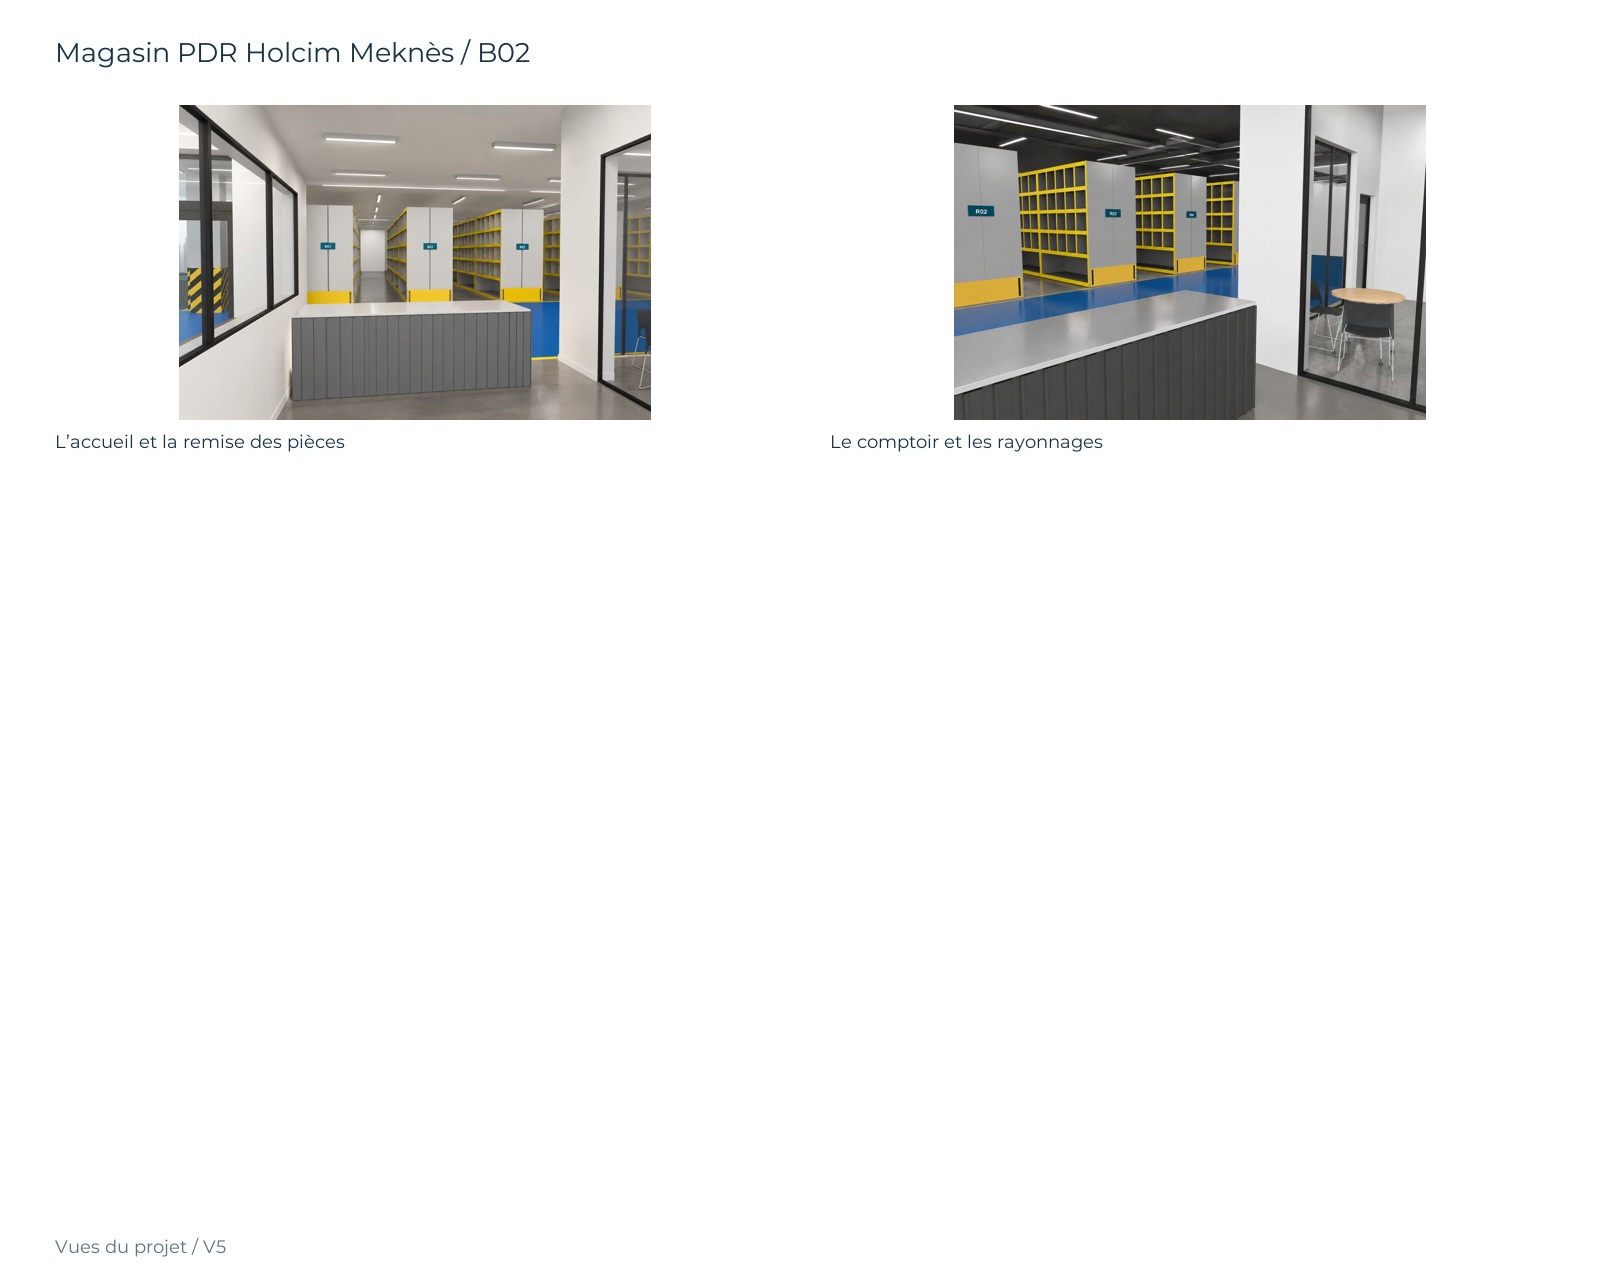 Magasin PDR Holcim Meknès / B02
R02
L’accueil et la remise des pièces
Le comptoir et les rayonnages
Vues du projet / V5